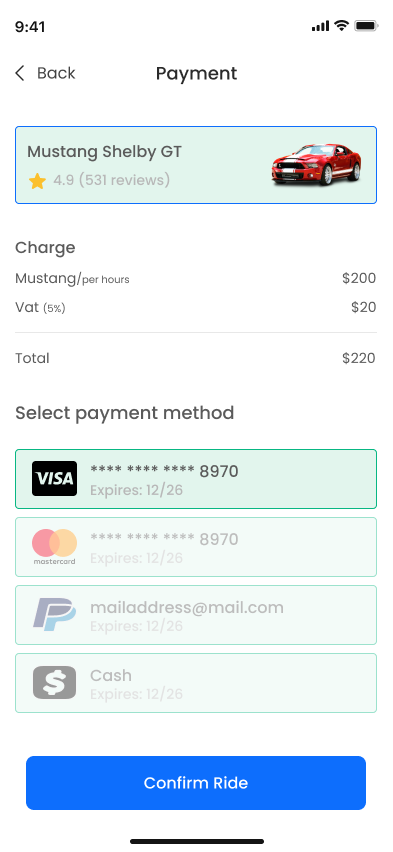 9:41
Back
Payment
Mustang Shelby GT
4.9 (531 reviews)
Charge
Mustang/per hours $200
Vat (5%) $20
Total $220
Select payment method
VISA
**** **** **** 8970
Expires: 12/26
mastercard
**** **** **** 8970
Expires: 12/26
mailaddress@mail.com
Expires: 12/26
$
Cash
Expires: 12/26
Confirm Ride